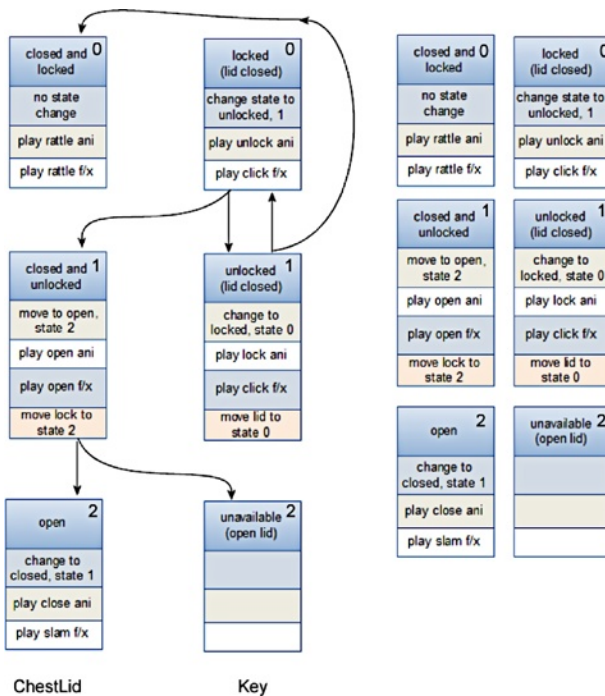 closed and 0
locked
no state
change
play rattle ani
play rattle f/x
locked 0
(lid closed)
change state to
unlocked, 1
play unlock ani
play click f/x
closed and 1
unlocked
move to open,
state 2
play open ani
play open f/x
move lock to
state 2
unlocked 1
(lid closed)
change to
locked, state 0
play lock ani
play click f/x
move lid to
state 0
open 2
change to
closed, state 1
play close ani
play slam f/x
unavailable 2
(open lid)
ChestLid
Key
closed and 0
locked
no state
change
play rattle ani
play rattle f/x
locked 0
(lid closed)
change state to
unlocked, 1
play unlock ani
play click f/x
closed and 1
unlocked
move to open,
state 2
play open ani
play open f/x
move lock to
state 2
unlocked 1
(lid closed)
change to
locked, state 0
play lock ani
play click f/x
move lid to
state 0
open 2
change to
closed, state 1
play close ani
play slam f/x
unavailable 2
(open lid)